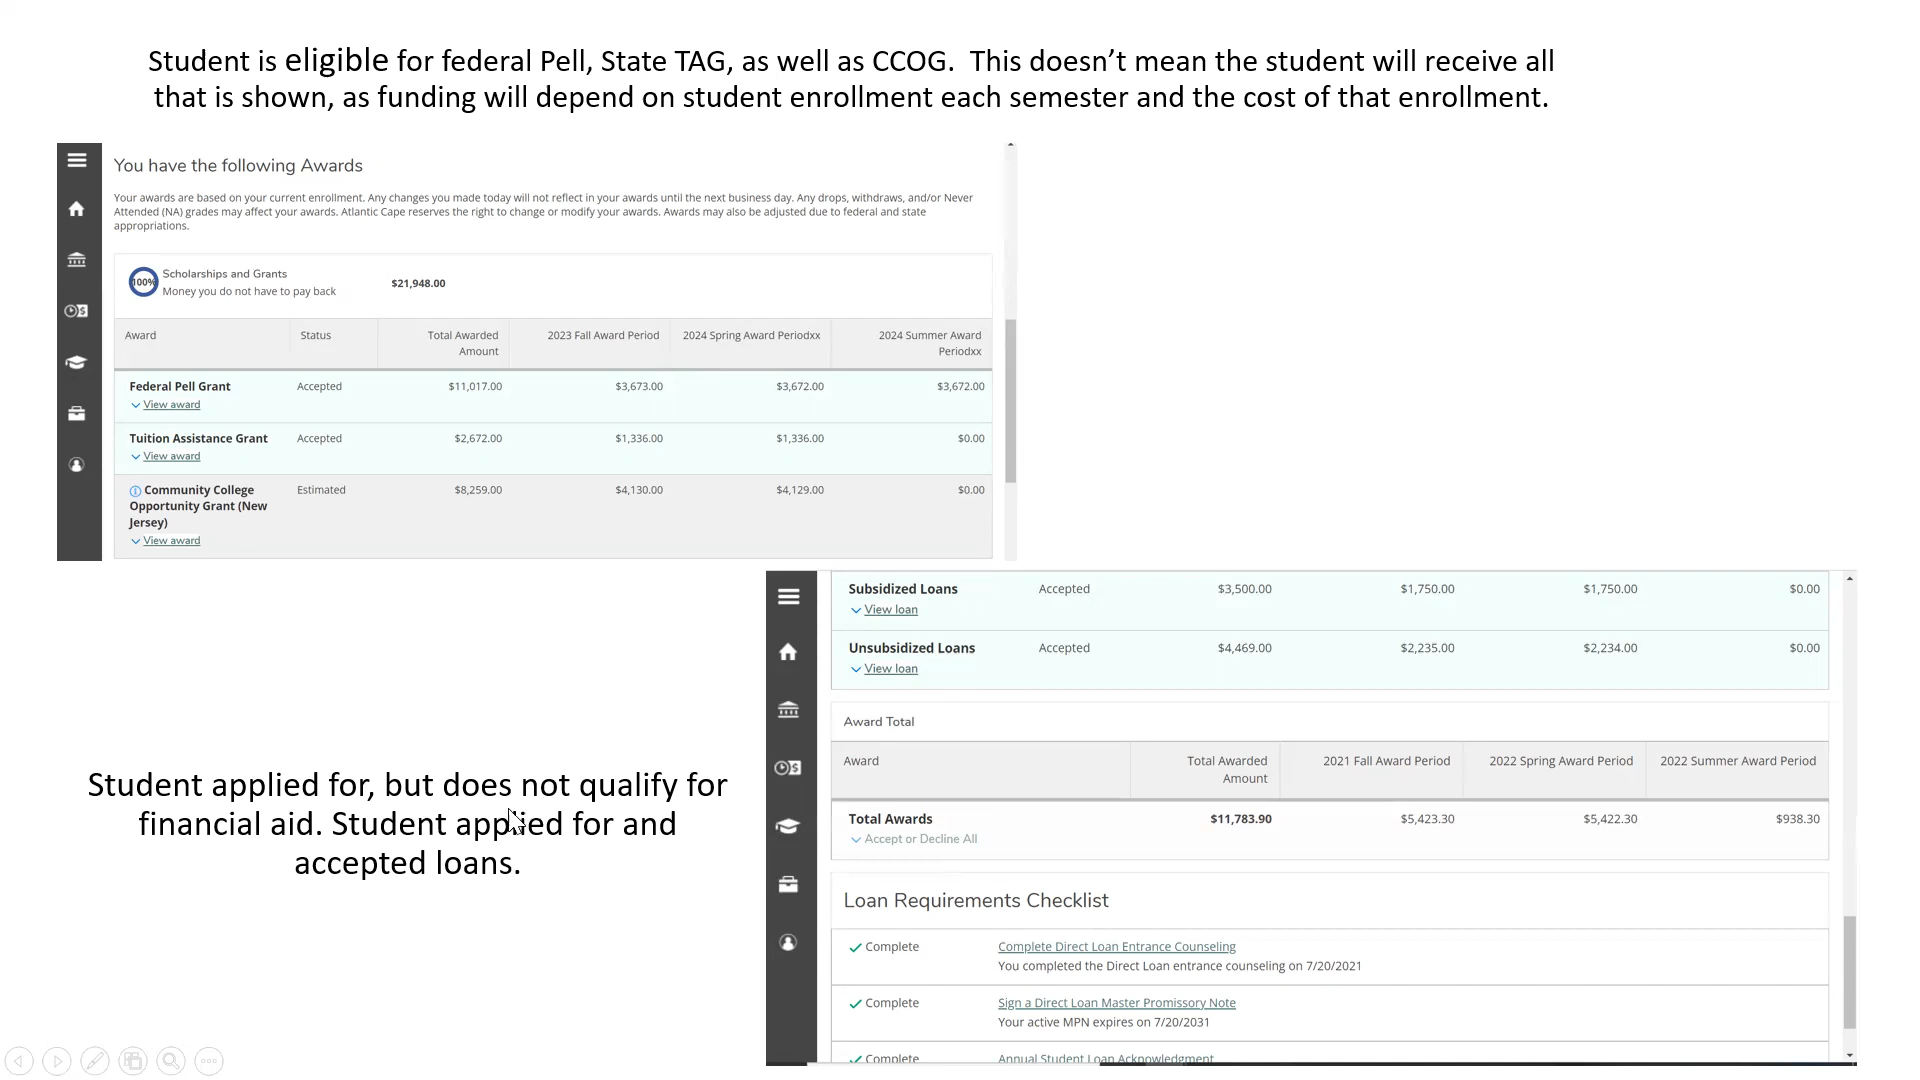 Student is eligible for federal Pell, State TAG, as well as CCOG.  This doesn’t mean the student will receive all
that is shown, as funding will depend on student enrollment each semester and the cost of that enrollment.
You have the following Awards
Your awards are based on your current enrollment. Any changes you made today will not reflect in your awards until the next business day. Any drops, withdraws, and/or Never
Attended (NA) grades may affect your awards. Atlantic Cape reserves the right to change or modify your awards. Awards may also be adjusted due to federal and state
appropriations.
100%
Scholarships and Grants
Money you do not have to pay back
$21,948.00
Award Status Total Awarded Amount 2023 Fall Award Period 2024 Spring Award Periodxx 2024 Summer Award Periodxx
Federal Pell Grant Accepted $11,017.00 $3,673.00 $3,672.00 $3,672.00
View award
Tuition Assistance Grant Accepted $2,672.00 $1,336.00 $1,336.00 $0.00
View award
Community College Estimated $8,259.00 $4,130.00 $4,129.00 $0.00
Opportunity Grant (New
Jersey)
View award
Subsidized Loans Accepted $3,500.00 $1,750.00 $1,750.00 $0.00
View loan
Unsubsidized Loans Accepted $4,469.00 $2,235.00 $2,234.00 $0.00
View loan
Award Total
Award Total Awarded Amount 2021 Fall Award Period 2022 Spring Award Period 2022 Summer Award Period
Total Awards $11,783.90 $5,423.30 $5,422.30 $938.30
Accept or Decline All
Loan Requirements Checklist
Complete Complete Direct Loan Entrance Counseling
You completed the Direct Loan entrance counseling on 7/20/2021
Complete Sign a Direct Loan Master Promissory Note
Your active MPN expires on 7/20/2031
Complete Annual Student Loan Acknowledgment
Student applied for, but does not qualify for
financial aid. Student applied for and
accepted loans.